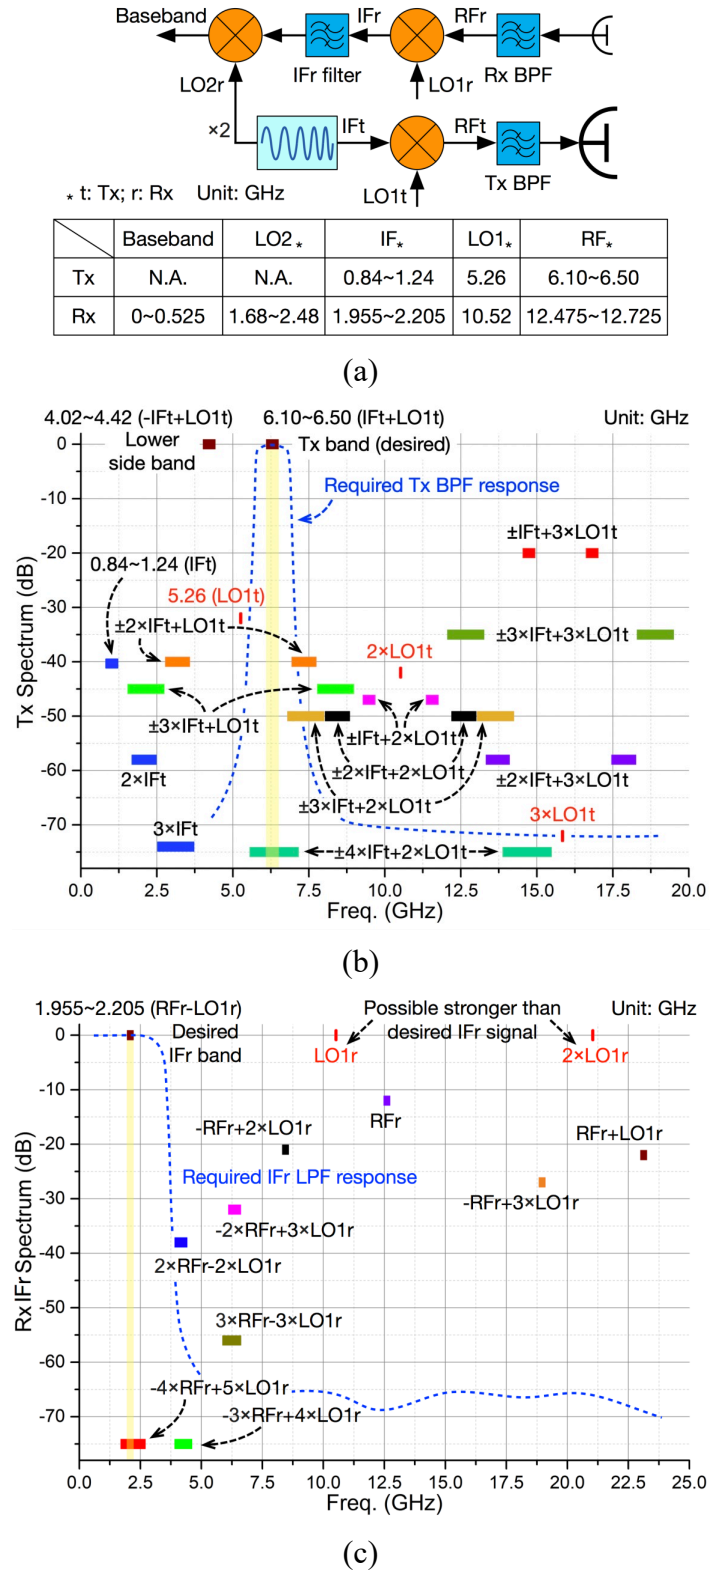 Baseband
IFr
RFr
IFr filter
Rx BPF
LO2r
LO1r
×2
IFt
RFt
Tx BPF
* t: Tx; r: Rx Unit: GHz
LO1t
Baseband LO2* IF* LO1* RF*
Tx N.A. N.A. 0.84~1.24 5.26 6.10~6.50
Rx 0~0.525 1.68~2.48 1.955~2.205 10.52 12.475~12.725
(a)
4.02~4.42 (-IFt+LO1t) 6.10~6.50 (IFt+LO1t) Unit: GHz
Lower
side band
Tx band (desired)
Required Tx BPF response
±IFt+3×LO1t
0.84~1.24 (IFt)
5.26 (LO1t)
±2×IFt+LO1t
±3×IFt+3×LO1t
2×LO1t
±3×IFt+LO1t
±IFt+2×LO1t
2×IFt
±2×IFt+2×LO1t
±2×IFt+3×LO1t
±3×IFt+2×LO1t
3×IFt
3×LO1t
±4×IFt+2×LO1t
0
-10
-20
-30
-40
-50
-60
-70
Tx Spectrum (dB)
0.0 2.5 5.0 7.5 10.0 12.5 15.0 17.5 20.0
Freq. (GHz)
(b)
1.955~2.205 (RFr-LO1r) Possible stronger than Unit: GHz
Desired
IFr band
desired IFr signal
LO1r
2×LO1r
RFr
-RFr+2×LO1r
RFr+LO1r
Required IFr LPF response
-RFr+3×LO1r
-2×RFr+3×LO1r
2×RFr-2×LO1r
3×RFr-3×LO1r
-4×RFr+5×LO1r
-3×RFr+4×LO1r
0
-10
-20
-30
-40
-50
-60
-70
Rx IFr Spectrum (dB)
0.0 2.5 5.0 7.5 10.0 12.5 15.0 17.5 20.0 22.5 25.0
Freq. (GHz)
(c)